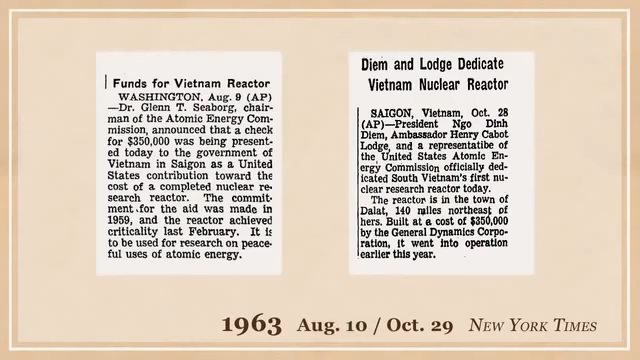 Funds for Vietnam Reactor
WASHINGTON, Aug. 9 (AP)
—Dr. Glenn T. Seaborg, chair-
man of the Atomic Energy Com-
mission, announced that a check
for $350,000 was being present-
ed today to the government of
Vietnam in Saigon as a United
States contribution toward the
cost of a completed nuclear re-
search reactor. The commit-
ment for the aid was made in
1959, and the reactor achieved
criticality last February. It is
to be used for research on peace-
ful uses of atomic energy.
Diem and Lodge Dedicate
Vietnam Nuclear Reactor
SAIGON, Vietnam, Oct. 28
(AP)—President Ngo Dinh
Diem, Ambassador Henry Cabot
Lodge, and a representatibe of
the United States Atomic En-
ergy Commission officially ded-
icated South Vietnam's first nu-
clear research reactor today.
The reactor is in the town of
Dalat, 140 miles northeast of
hers. Built at a cost of $350,000
by the General Dynamics Corpo-
ration, it went into operation
earlier this year.
1963 Aug. 10 / Oct. 29 New York Times